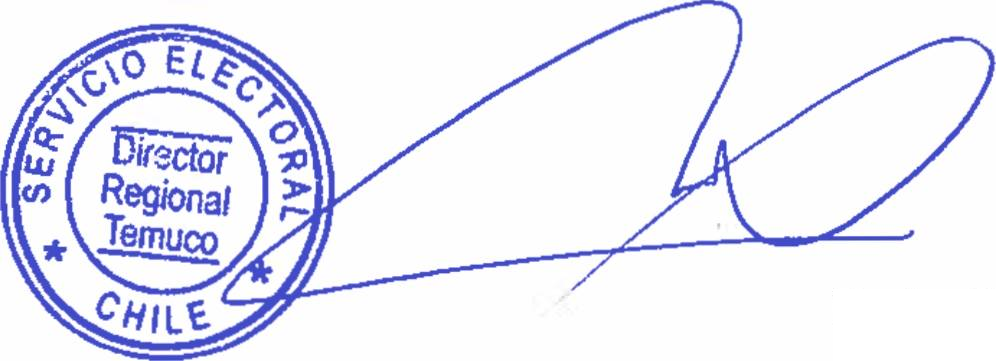 SERVICIO ELECTORAL
Director
Regional
Temuco
* CHILE *